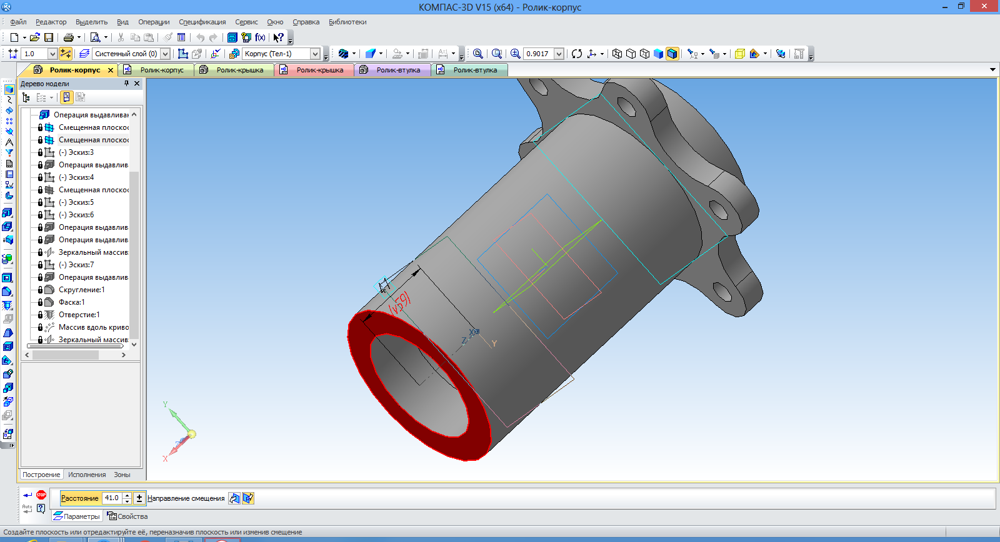 КОМПАС-3D V15 (x64) - Ролик-корпус
Файл Редактор Выделить Вид Операции Спецификация Сервис Окно Справка Библиотеки
f(x)
1.0 Системный слой (0) Корпус (Тел-1) 0.9017
Ролик-корпус Ролик-корпус Ролик-крышка Ролик-крышка Ролик-втулка Ролик-втулка
Дерево модели
Операция выдавливан
Смещенная плоскос
Смещенная плоскос
(-) Эскиз:3
Операция выдавлив
(-) Эскиз:4
Смещенная плоскос
(-) Эскиз:5
(-) Эскиз:6
Операция выдавлив
Операция выдавлив
Зеркальный массив
(-) Эскиз:7
Операция выдавлив
Скругление:1
Фаска:1
Отверстие:1
Массив вдоль криво
Зеркальный массив
Z
Y
Y
X
Построение Исполнения Зоны
STOP
Расстояние 41.0 Направление смещения
Auto
Параметры Свойства
Создайте плоскость или отредактируйте её, переназначив плоскость или изменив смещение